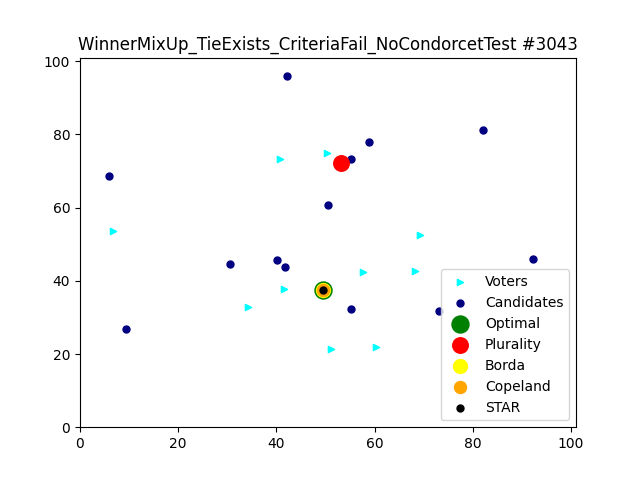 WinnerMixUp_TieExists_CriteriaFail_NoCondorcetTest #3043
100
80
60
40
20
0
0
20
40
60
80
100
Voters
Candidates
Optimal
Plurality
Borda
Copeland
STAR